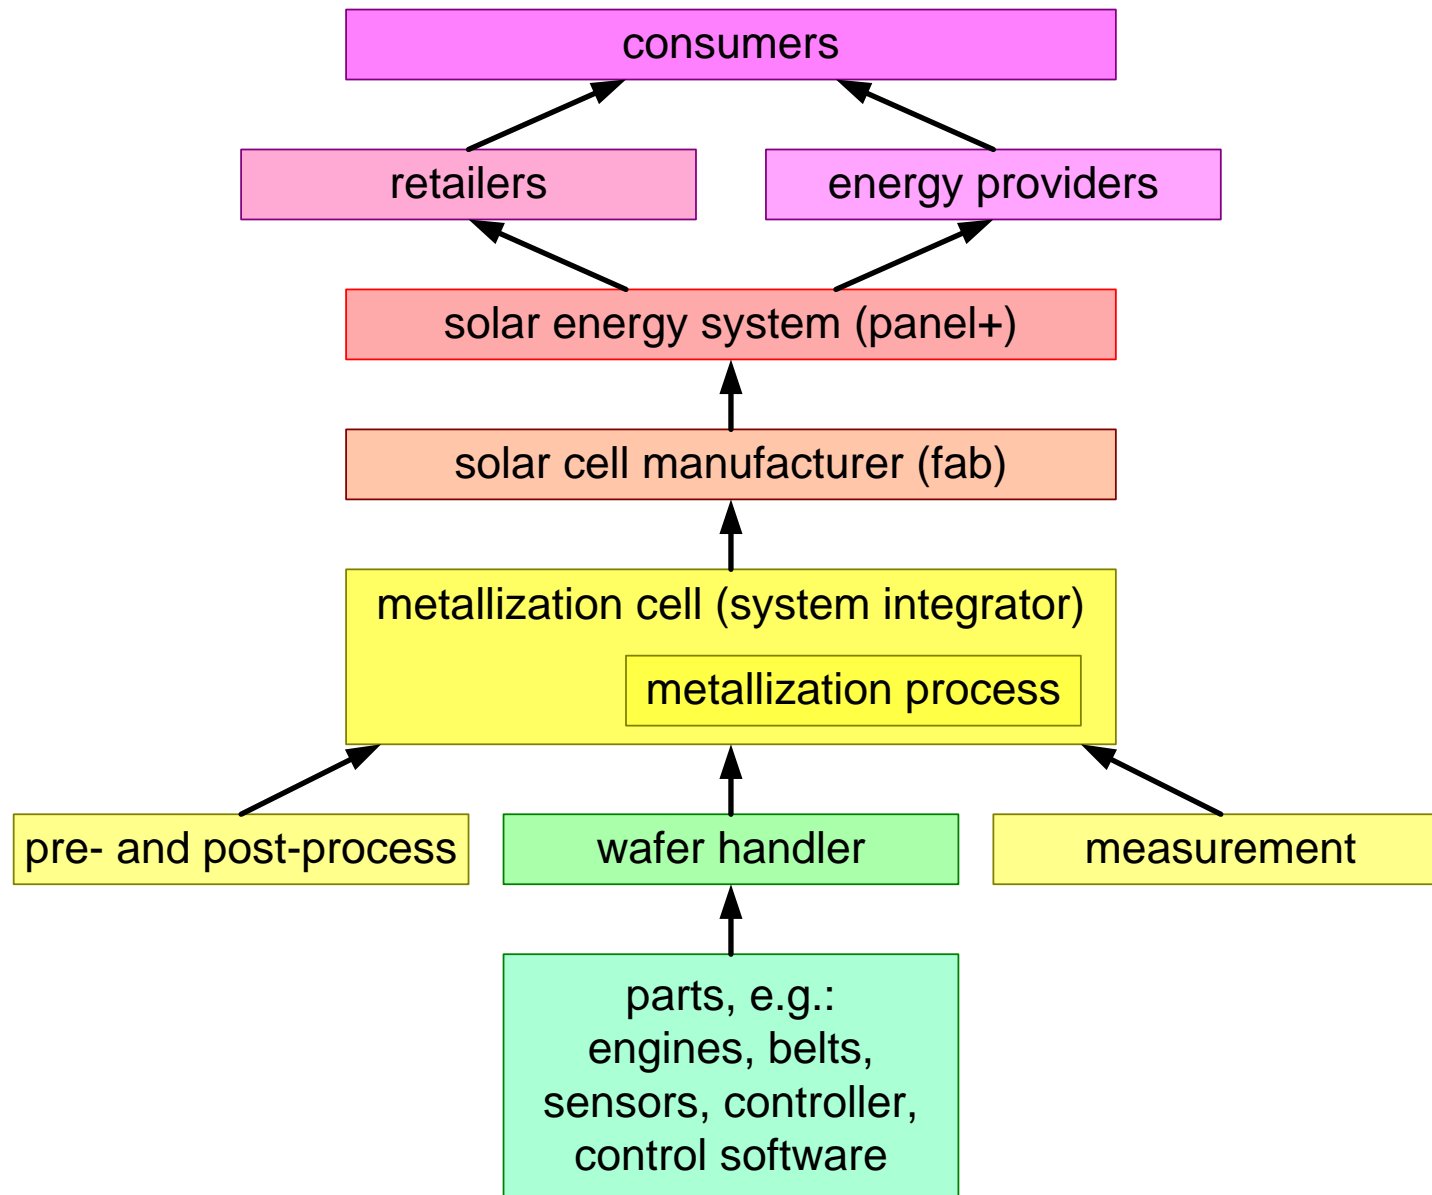 consumers
retailers
energy providers
solar energy system (panel+)
solar cell manufacturer (fab)
metallization cell (system integrator)
metallization process
pre- and post-process
wafer handler
measurement
parts, e.g.:
engines, belts,
sensors, controller,
control software